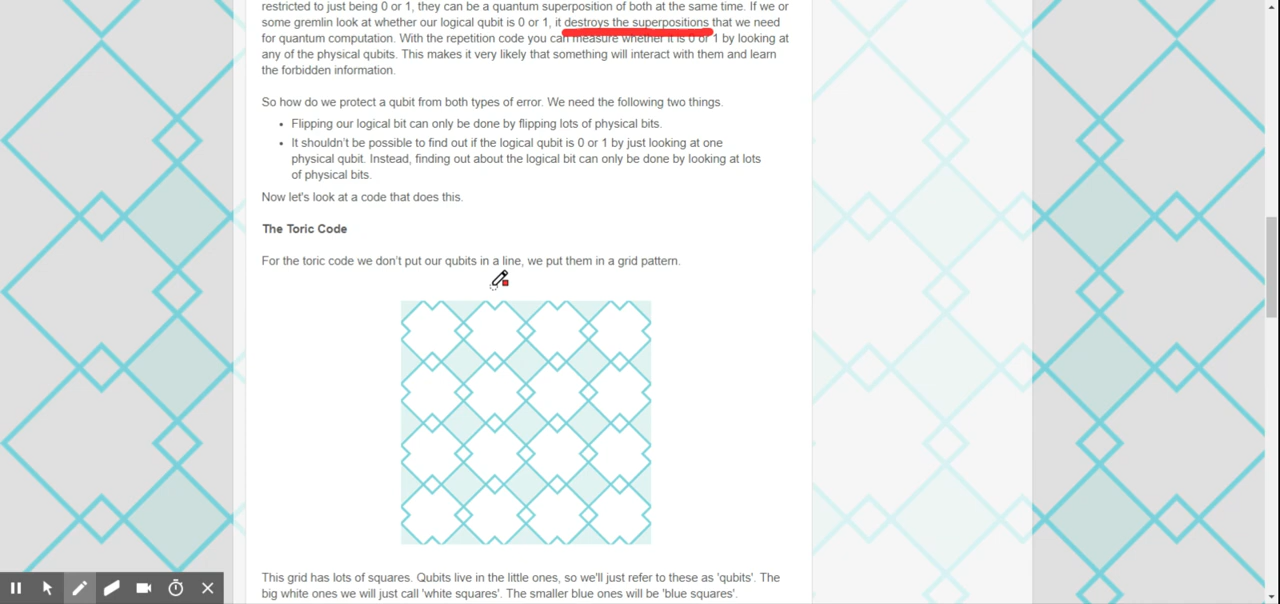 restricted to just being 0 or 1, they can be a quantum superposition of both at the same time. If we or
some gremlin look at whether our logical qubit is 0 or 1, it destroys the superpositions that we need
for quantum computation. With the repetition code you can measure whether it is 0 or 1 by looking at
any of the physical qubits. This makes it very likely that something will interact with them and learn
the forbidden information.
So how do we protect a qubit from both types of error. We need the following two things.
• Flipping our logical bit can only be done by flipping lots of physical bits.
• It shouldn't be possible to find out if the logical qubit is 0 or 1 by just looking at one
physical qubit. Instead, finding out about the logical bit can only be done by looking at lots
of physical bits.
Now let's look at a code that does this.
The Toric Code
For the toric code we don't put our qubits in a line, we put them in a grid pattern.
This grid has lots of squares. Qubits live in the little ones, so we'll just refer to these as 'qubits'. The
big white ones we will just call 'white squares'. The smaller blue ones will be 'blue squares'.